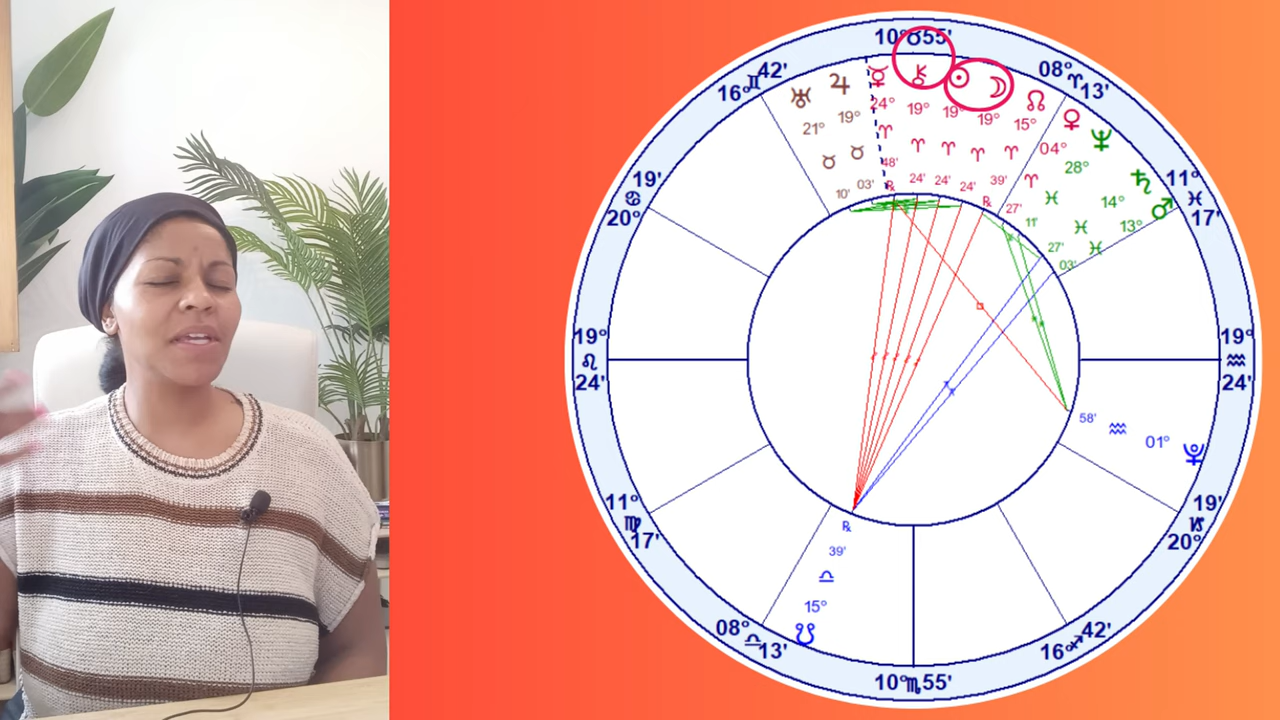 10°♉55'
16°♊42'
08°♈13'
♅ ♃ ☿ ⚷ ☉ ☽ ☊ ♀ ♆
21° 19° 24° 19° 19° 19° 15° 04° 28°
♉ ♉ ♈ ♈ ♈ ♈ ♈ ♈ ♓
10' 03' 48' 24' 24' 24' 39' 27' 11'
℞ ℞
♄ 14° ♓ 27'
♂ 13° ♓ 03'
19' ♋ 20°
11° ♓ 17'
19° ♌ 24'
19° ♒ 24'
58' ♒ 01° ♇
11° ♍ 17'
19' ♑ 20°
℞
39'
♎
15°
☋
08°♎13'
16°♐42'
10°♏55'